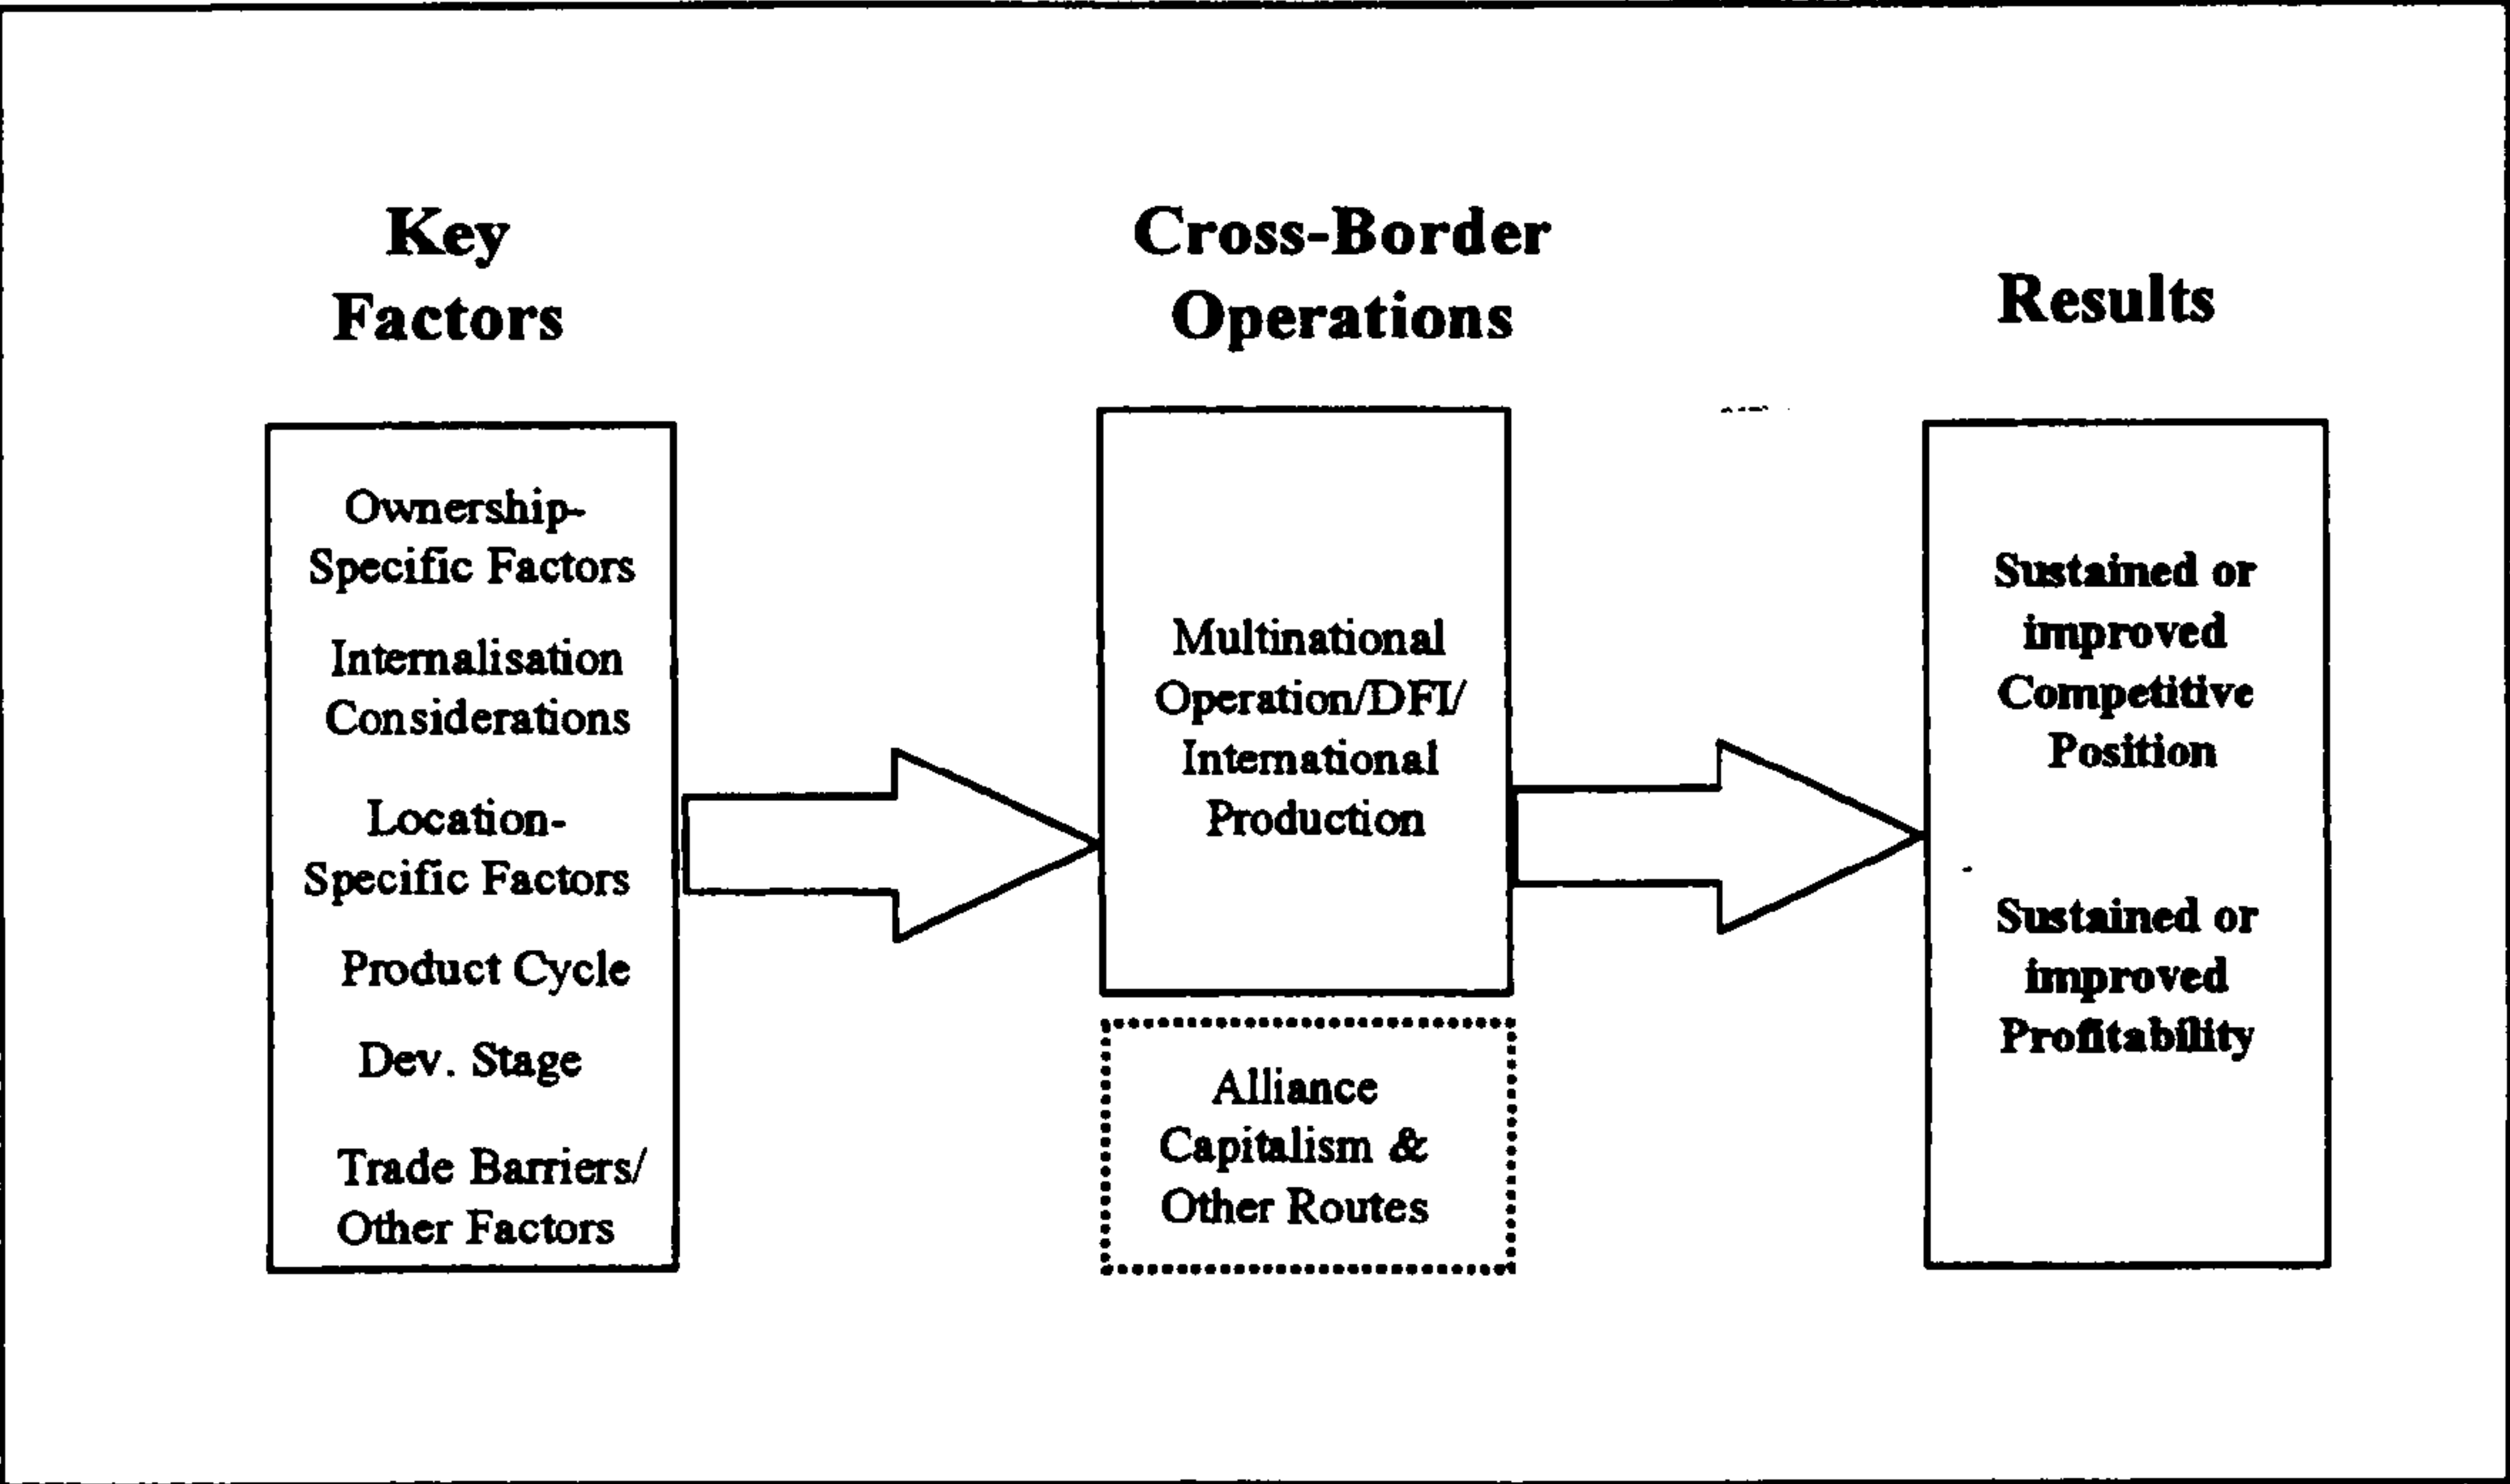 Key
Factors
Cross-Border
Operations
Results
Ownership-
Specific Factors
Internalisation
Considerations
Location-
Specific Factors
Product Cycle
Dev. Stage
Trade Barriers/
Other Factors
Multinational
Operation/DFI/
International
Production
Alliance
Capitalism &
Other Routes
Sustained or
improved
Competitive
Position
Sustained or
improved
Profitability